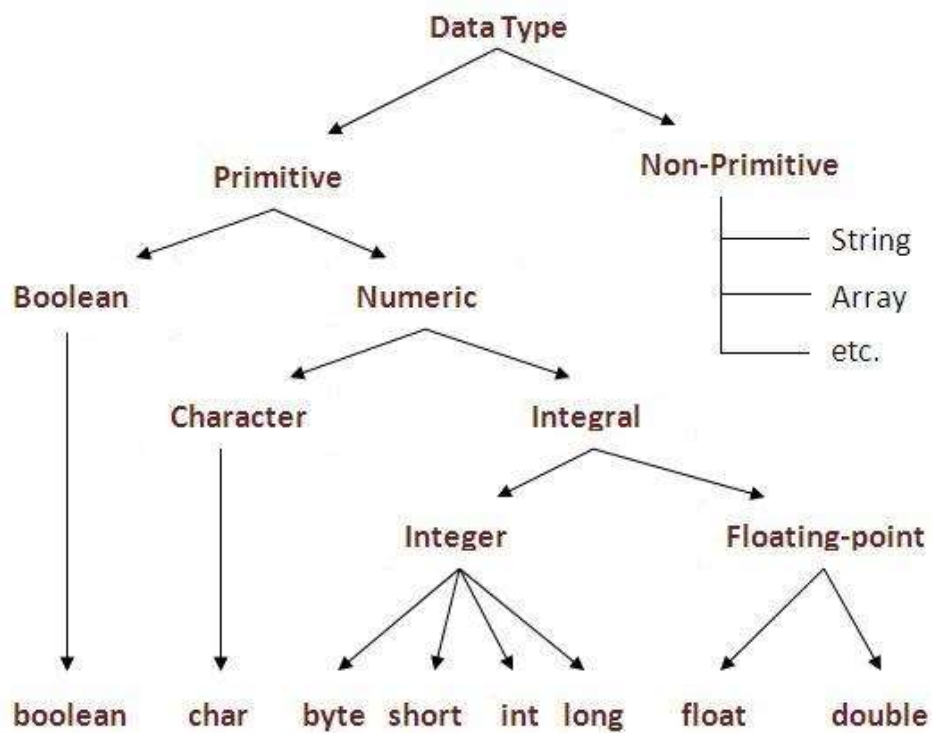 Data Type
Primitive
Non-Primitive
String
Array
etc.
Boolean
Numeric
Character
Integral
Integer
Floating-point
boolean char byte short int long float double